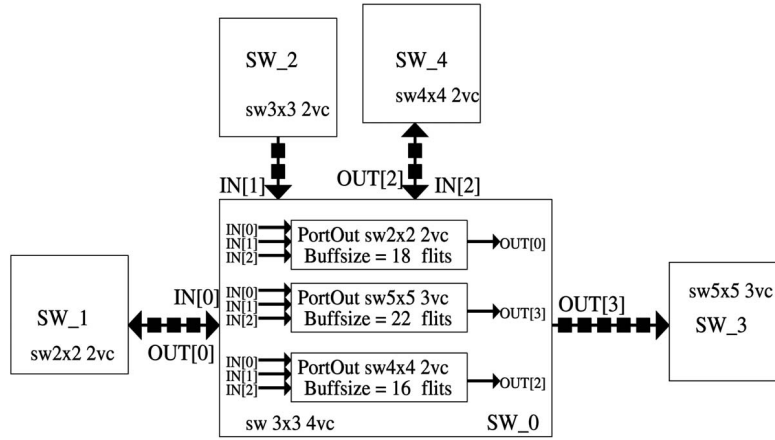 SW_2
sw3x3 2vc
SW_4
sw4x4 2vc
IN[1]
OUT[2]
IN[2]
SW_1
sw2x2 2vc
IN[0]
OUT[0]
IN[0]
IN[1]
IN[2]
PortOut sw2x2 2vc
Buffsize = 18 flits
OUT[0]
IN[0]
IN[1]
IN[2]
PortOut sw5x5 3vc
Buffsize = 22 flits
OUT[3]
IN[0]
IN[1]
IN[2]
PortOut sw4x4 2vc
Buffsize = 16 flits
OUT[2]
sw 3x3 4vc
SW_0
OUT[3]
sw5x5 3vc
SW_3